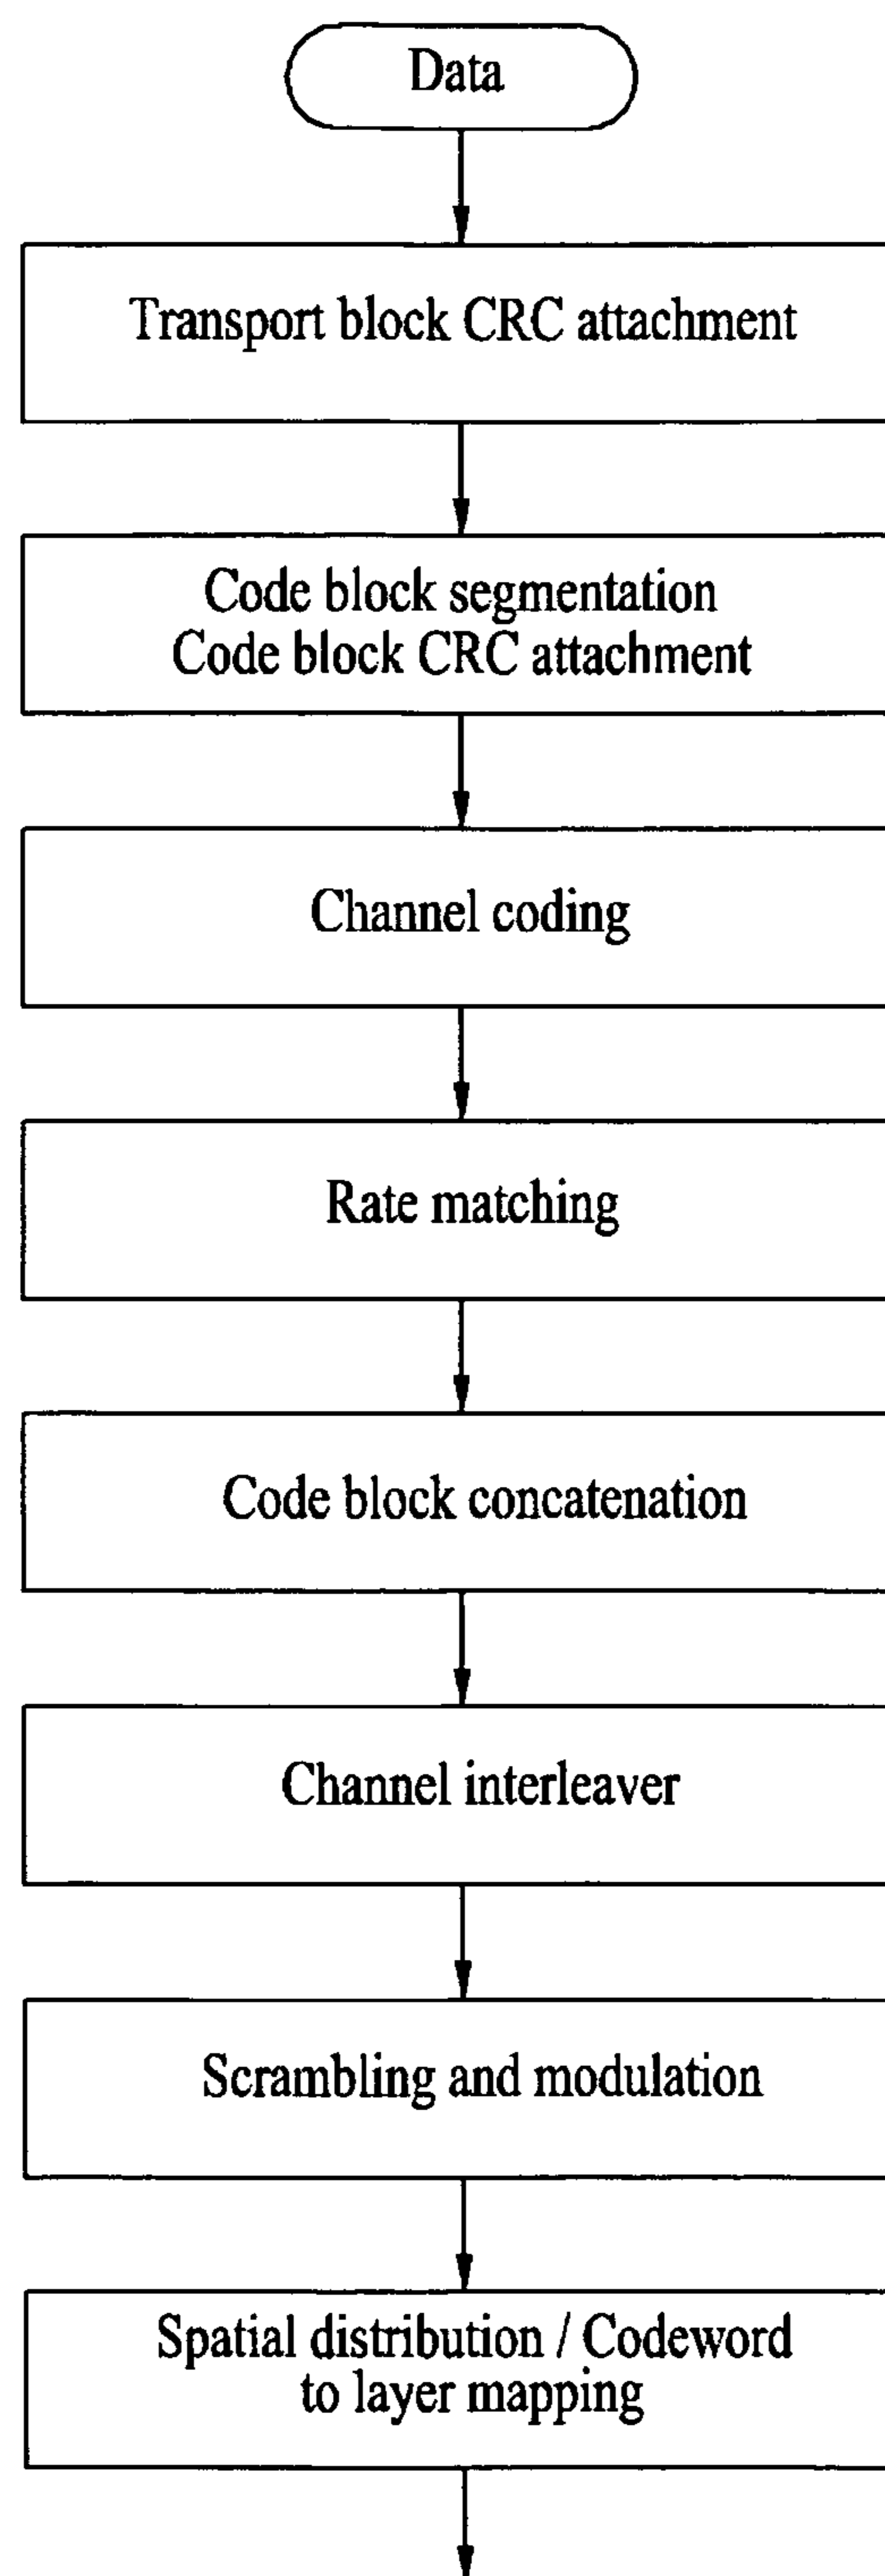 Data
Transport block CRC attachment
Code block segmentation
Code block CRC attachment
Channel coding
Rate matching
Code block concatenation
Channel interleaver
Scrambling and modulation
Spatial distribution / Codeword
to layer mapping